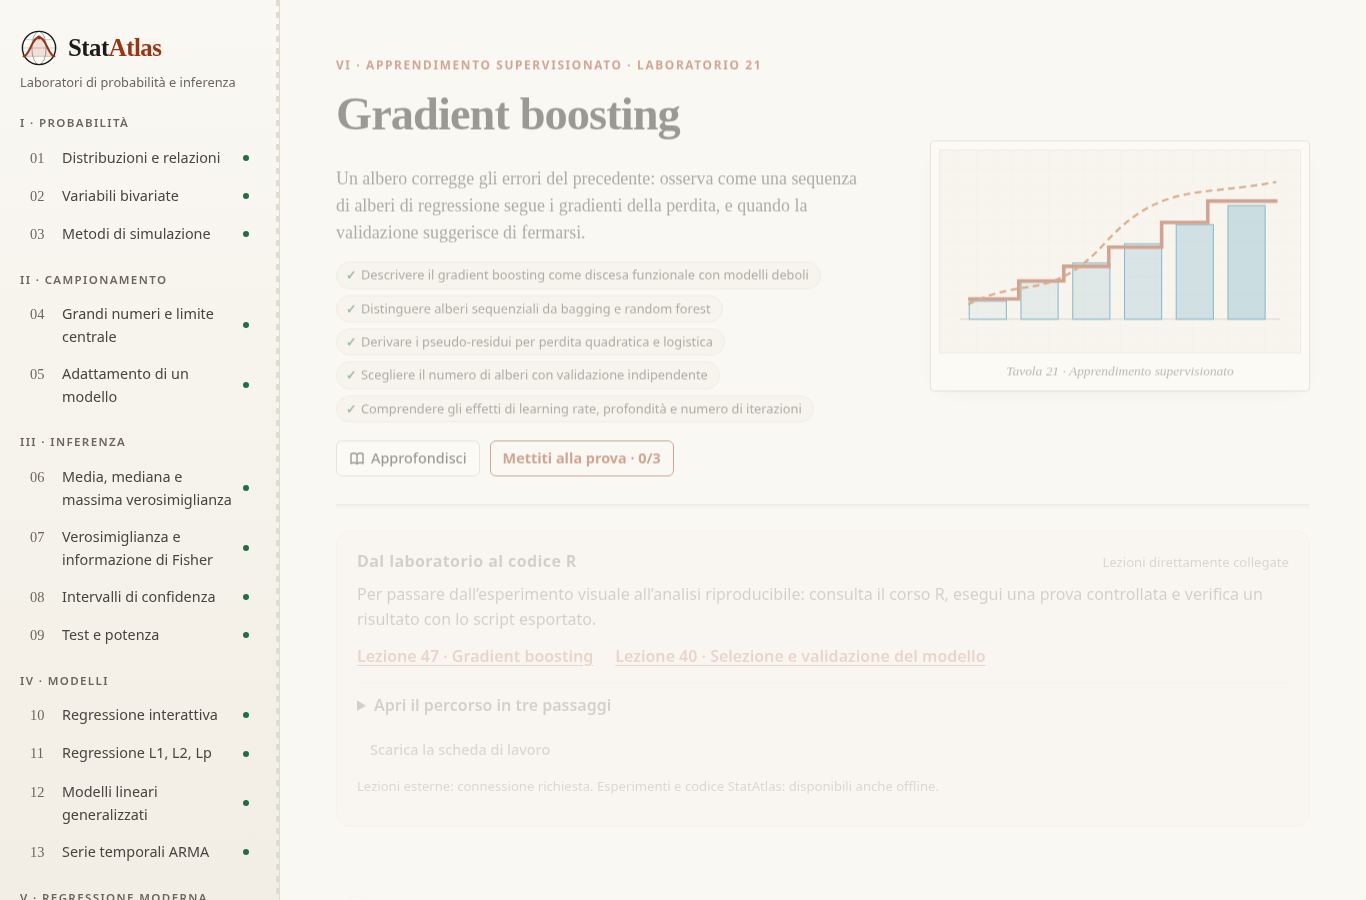 StatAtlas
Laboratori di probabilità e inferenza
I · PROBABILITÀ
01 Distribuzioni e relazioni
02 Variabili bivariate
03 Metodi di simulazione
II · CAMPIONAMENTO
04 Grandi numeri e limite
centrale
05 Adattamento di un
modello
III · INFERENZA
06 Media, mediana e
massima verosimiglianza
07 Verosimiglianza e
informazione di Fisher
08 Intervalli di confidenza
09 Test e potenza
IV · MODELLI
10 Regressione interattiva
11 Regressione L1, L2, Lp
12 Modelli lineari
generalizzati
13 Serie temporali ARMA
V · REGRESSIONE MODERNA
VI · APPRENDIMENTO SUPERVISIONATO · LABORATORIO 21
Gradient boosting
Un albero corregge gli errori del precedente: osserva come una sequenza
di alberi di regressione segue i gradienti della perdita, e quando la
validazione suggerisce di fermarsi.
✓ Descrivere il gradient boosting come discesa funzionale con modelli deboli
✓ Distinguere alberi sequenziali da bagging e random forest
✓ Derivare i pseudo-residui per perdita quadratica e logistica
✓ Scegliere il numero di alberi con validazione indipendente
✓ Comprendere gli effetti di learning rate, profondità e numero di iterazioni
Approfondisci
Mettiti alla prova · 0/3
Tavola 21 · Apprendimento supervisionato
Dal laboratorio al codice R
Lezioni direttamente collegate
Per passare dall’esperimento visuale all’analisi riproducibile: consulta il corso R, esegui una prova controllata e verifica un
risultato con lo script esportato.
Lezione 47 · Gradient boosting
Lezione 40 · Selezione e validazione del modello
Apri il percorso in tre passaggi
Scarica la scheda di lavoro
Lezioni esterne: connessione richiesta. Esperimenti e codice StatAtlas: disponibili anche offline.